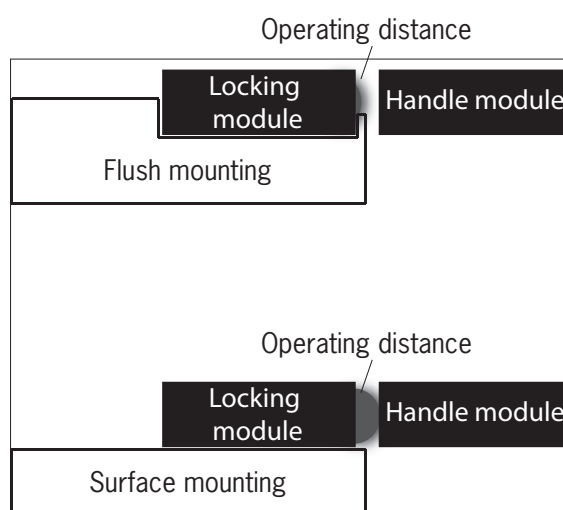 Operating distance
Locking
module
Handle module
Flush mounting
Operating distance
Locking
module
Handle module
Surface mounting